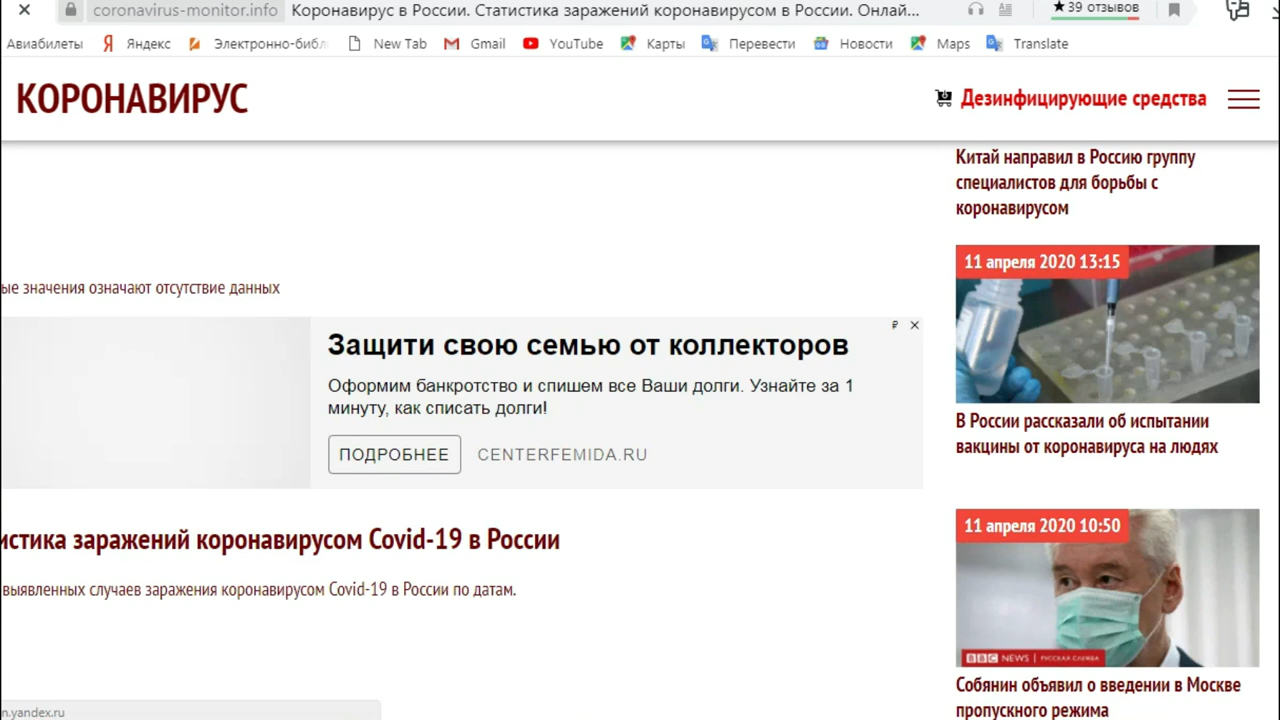 coronavirus-monitor.info Коронавирус в России. Статистика заражений коронавирусом в России. Онлай...
39 отзывов
Авиабилеты Яндекс Электронно-библ New Tab Gmail YouTube Карты Перевести Новости Maps Translate
КОРОНАВИРУС
Дезинфицирующие средства
ые значения означают отсутствие данных
Защити свою семью от коллекторов
Оформим банкротство и спишем все Ваши долги. Узнайте за 1
минуту, как списать долги!
ПОДРОБНЕЕ CENTERFEMIDA.RU
истика заражений коронавирусом Covid-19 в России
выявленных случаев заражения коронавирусом Covid-19 в России по датам.
n.yandex.ru
Китай направил в Россию группу
специалистов для борьбы с
коронавирусом
11 апреля 2020 13:15
В России рассказали об испытании
вакцины от коронавируса на людях
11 апреля 2020 10:50
BBC NEWS РУССКАЯ СЛУЖБА
Собянин объявил о введении в Москве
пропускного режима